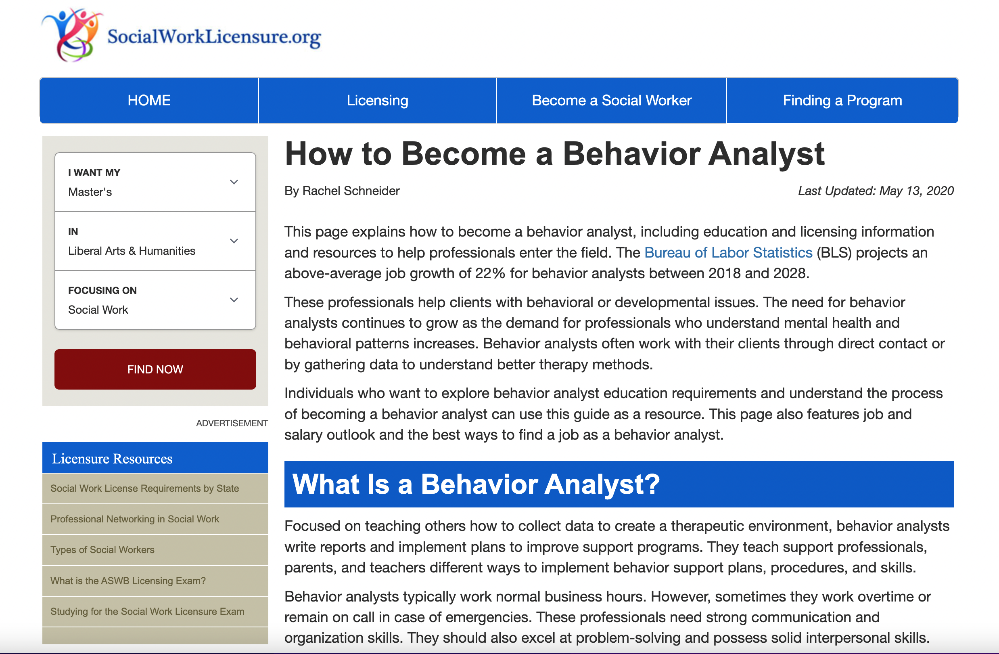 SocialWorkLicensure.org
HOME
Licensing
Become a Social Worker
Finding a Program
I WANT MY
Master's
IN
Liberal Arts & Humanities
FOCUSING ON
Social Work
FIND NOW
ADVERTISEMENT
Licensure Resources
Social Work License Requirements by State
Professional Networking in Social Work
Types of Social Workers
What is the ASWB Licensing Exam?
Studying for the Social Work Licensure Exam
How to Become a Behavior Analyst
By Rachel Schneider
Last Updated: May 13, 2020
This page explains how to become a behavior analyst, including education and licensing information
and resources to help professionals enter the field. The Bureau of Labor Statistics (BLS) projects an
above-average job growth of 22% for behavior analysts between 2018 and 2028.
These professionals help clients with behavioral or developmental issues. The need for behavior
analysts continues to grow as the demand for professionals who understand mental health and
behavioral patterns increases. Behavior analysts often work with their clients through direct contact or
by gathering data to understand better therapy methods.
Individuals who want to explore behavior analyst education requirements and understand the process
of becoming a behavior analyst can use this guide as a resource. This page also features job and
salary outlook and the best ways to find a job as a behavior analyst.
What Is a Behavior Analyst?
Focused on teaching others how to collect data to create a therapeutic environment, behavior analysts
write reports and implement plans to improve support programs. They teach support professionals,
parents, and teachers different ways to implement behavior support plans, procedures, and skills.
Behavior analysts typically work normal business hours. However, sometimes they work overtime or
remain on call in case of emergencies. These professionals need strong communication and
organization skills. They should also excel at problem-solving and possess solid interpersonal skills.